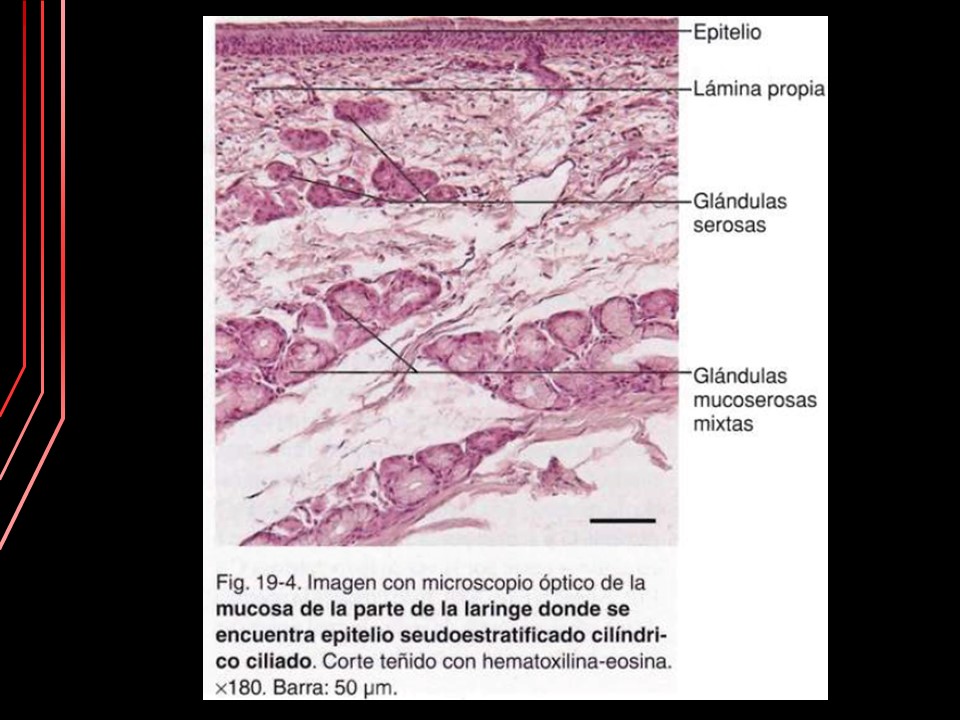 Epitelio
Lámina propia
Glándulas
serosas
Glándulas
mucoserosas
mixtas
Fig. 19-4. Imagen con microscopio óptico de la
mucosa de la parte de la laringe donde se
encuentra epitelio seudoestratificado cilíndri-
co ciliado. Corte teñido con hematoxilina-eosina.
×180. Barra: 50 µm.